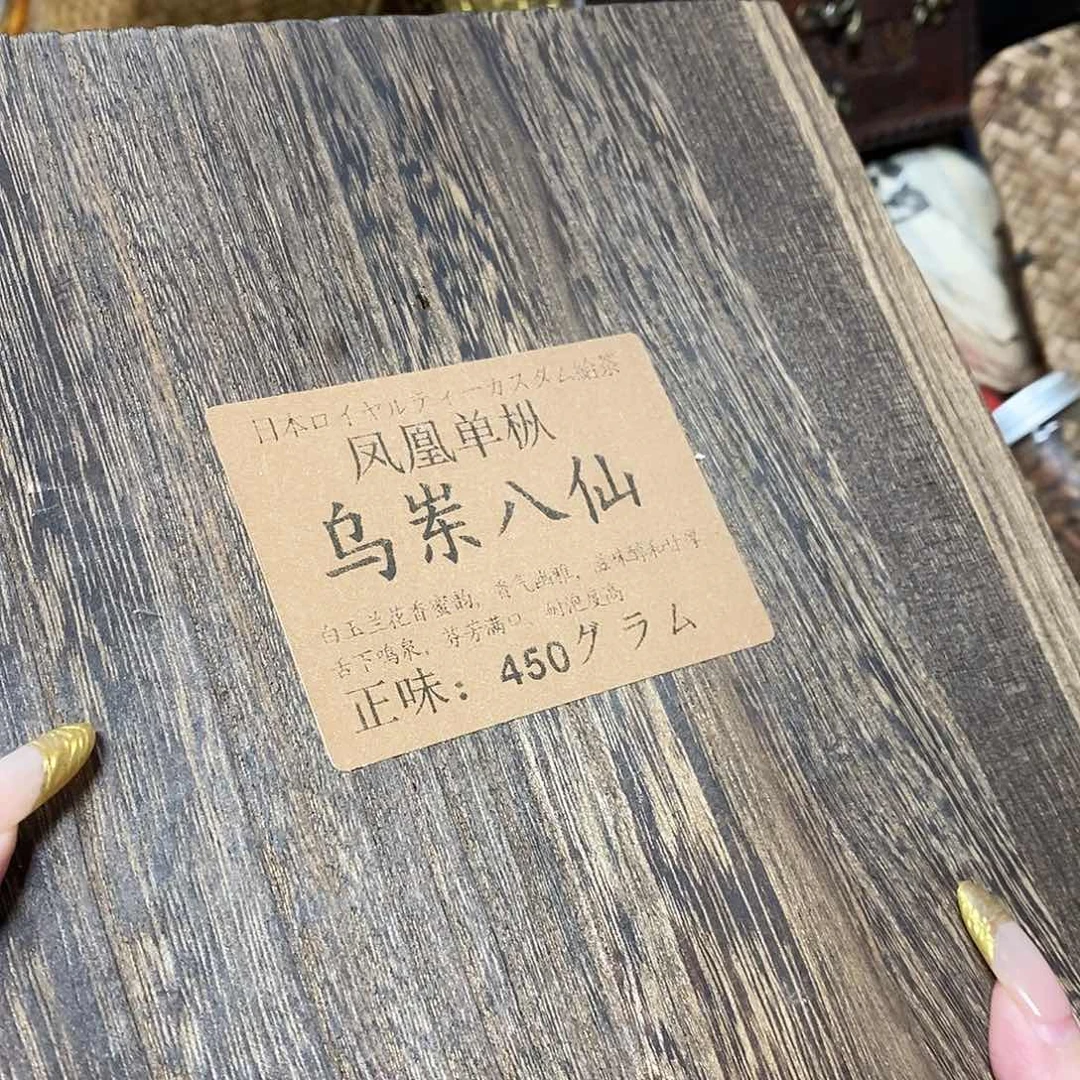 日本ロイヤルティーカスタム絵茶
凤凰单枞
乌岽八仙
白玉兰花香蜜韵，香气幽雅，滋味醇和甘厚
舌下鸣泉，芬芳满口、耐泡度高
正味：450グラム